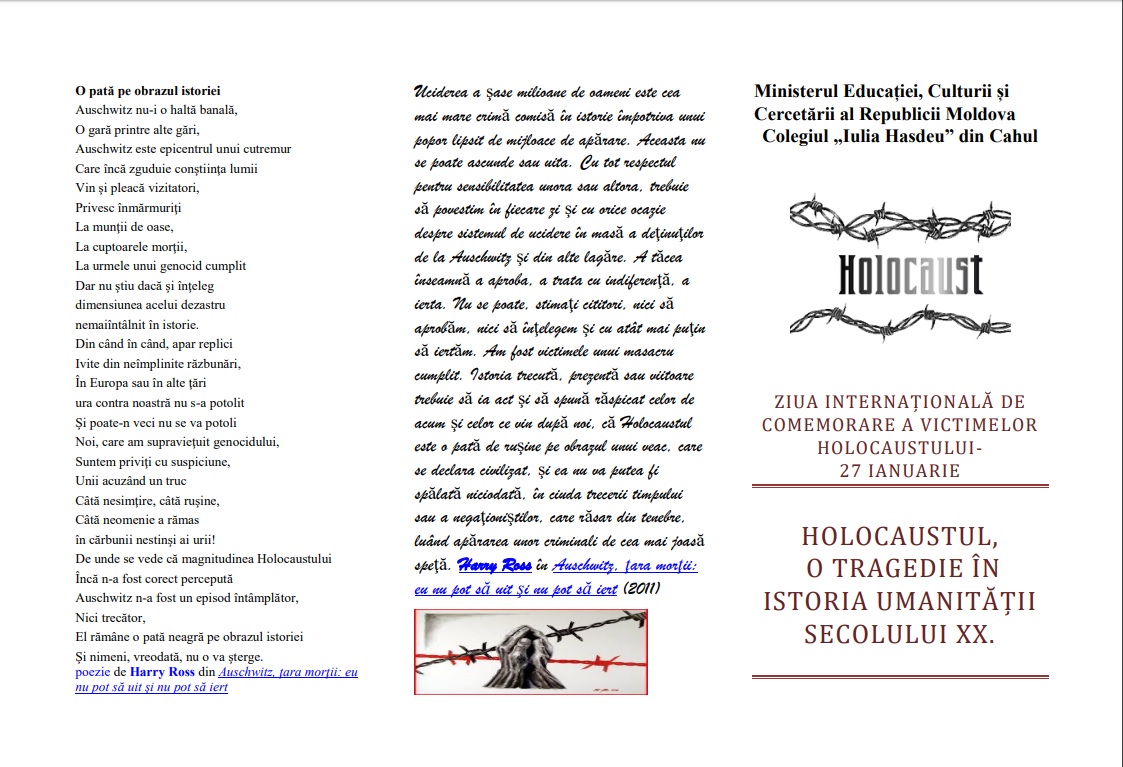 O pată pe obrazul istoriei
Auschwitz nu-i o haltă banală,
O gară printre alte gări,
Auschwitz este epicentrul unui cutremur
Care încă zguduie conştiinţa lumii
Vin şi pleacă vizitatori,
Privesc înmărmuriţi
La munţii de oase,
La cuptoarele morţii,
La urmele unui genocid cumplit
Dar nu ştiu dacă şi înţeleg
dimensiunea acelui dezastru
nemaiîntâlnit în istorie.
Din când în când, apar replici
Ivite din neîmplinite răzbunări,
În Europa sau în alte ţări
ura contra noastră nu s-a potolit
Şi poate-n veci nu se va potoli
Noi, care am supravieţuit genocidului,
Suntem priviţi cu suspiciune,
Unii acuzând un truc
Câtă nesimţire, câtă ruşine,
Câtă neomenie a rămas
în cărbunii nestinşi ai urii!
De unde se vede că magnitudinea Holocaustului
Încă n-a fost corect percepută
Auschwitz n-a fost un episod întâmplător,
Nici trecător,
El rămâne o pată neagră pe obrazul istoriei
Şi nimeni, vreodată, nu o va şterge.
poezie de Harry Ross din Auschwitz, ţara morţii: eu
nu pot să uit şi nu pot să iert
Uciderea a şase milioane de oameni este cea
mai mare crimă comisă în istorie împotriva unui
popor lipsit de mijloace de apărare. Aceasta nu
se poate ascunde sau uita. Cu tot respectul
pentru sensibilitatea unora sau altora, trebuie
să povestim în fiecare zi şi cu orice ocazie
despre sistemul de ucidere în masă a deţinuţilor
de la Auschwitz şi din alte lagăre. A tăcea
înseamnă a aproba, a trata cu indiferenţă, a
ierta. Nu se poate, stimaţi cititori, nici să
aprobăm, nici să înţelegem şi cu atât mai puţin
să iertăm. Am fost victimele unui masacru
cumplit. Istoria trecută, prezentă sau viitoare
trebuie să ia act şi să spună răspicat celor de
acum şi celor ce vin după noi, că Holocaustul
este o pată de ruşine pe obrazul unui veac, care
se declara civilizat, şi ea nu va putea fi
spălată niciodată, în ciuda trecerii timpului
sau a negaţioniştilor, care răsar din tenebre,
luând apărarea unor criminali de cea mai joasă
speţă. Harry Ross în Auschwitz, ţara morţii:
eu nu pot să uit şi nu pot să iert (2011)
Ministerul Educației, Culturii și
Cercetării al Republicii Moldova
Colegiul „Iulia Hasdeu” din Cahul
Holocaust
ZIUA INTERNAȚIONALĂ DE
COMEMORARE A VICTIMELOR
HOLOCAUSTULUI-
27 IANUARIE
HOLOCAUSTUL,
O TRAGEDIE ÎN
ISTORIA UMANITĂȚII
SECOLULUI XX.